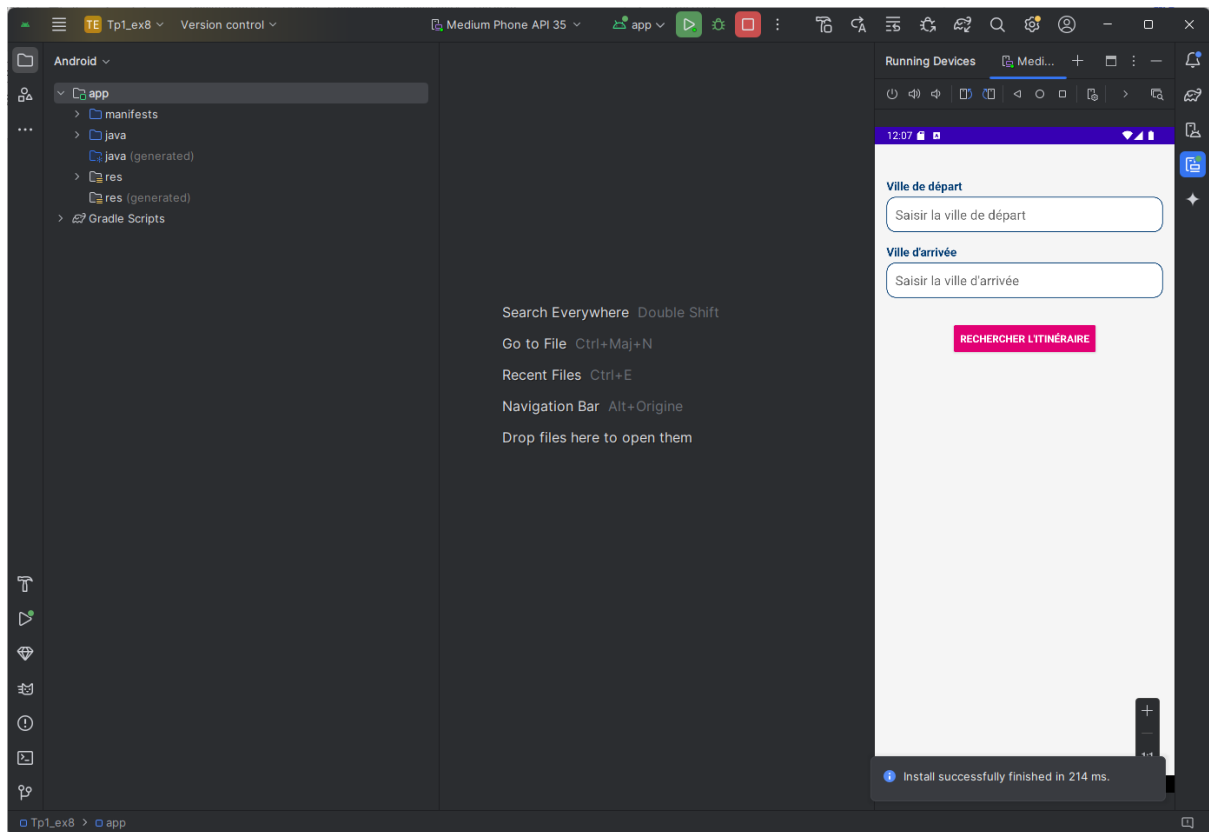 TE Tp1_ex8 Version control Medium Phone API 35 app
Android
app
manifests
java
java (generated)
res
res (generated)
Gradle Scripts
Search Everywhere Double Shift
Go to File Ctrl+Maj+N
Recent Files Ctrl+E
Navigation Bar Alt+Origine
Drop files here to open them
Running Devices Medi...
12:07
Ville de départ
Saisir la ville de départ
Ville d'arrivée
Saisir la ville d'arrivée
RECHERCHER L'ITINÉRAIRE
1:1
Install successfully finished in 214 ms.
Tp1_ex8 > app